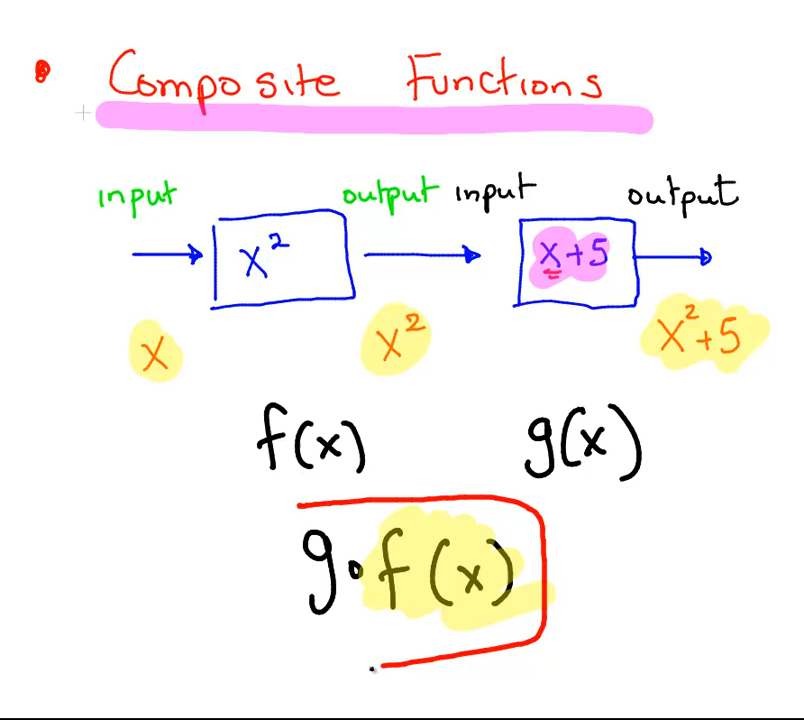 Composite Functions
input output input output
x² x+5
x x² x²+5
f(x) g(x)
g∘f(x)